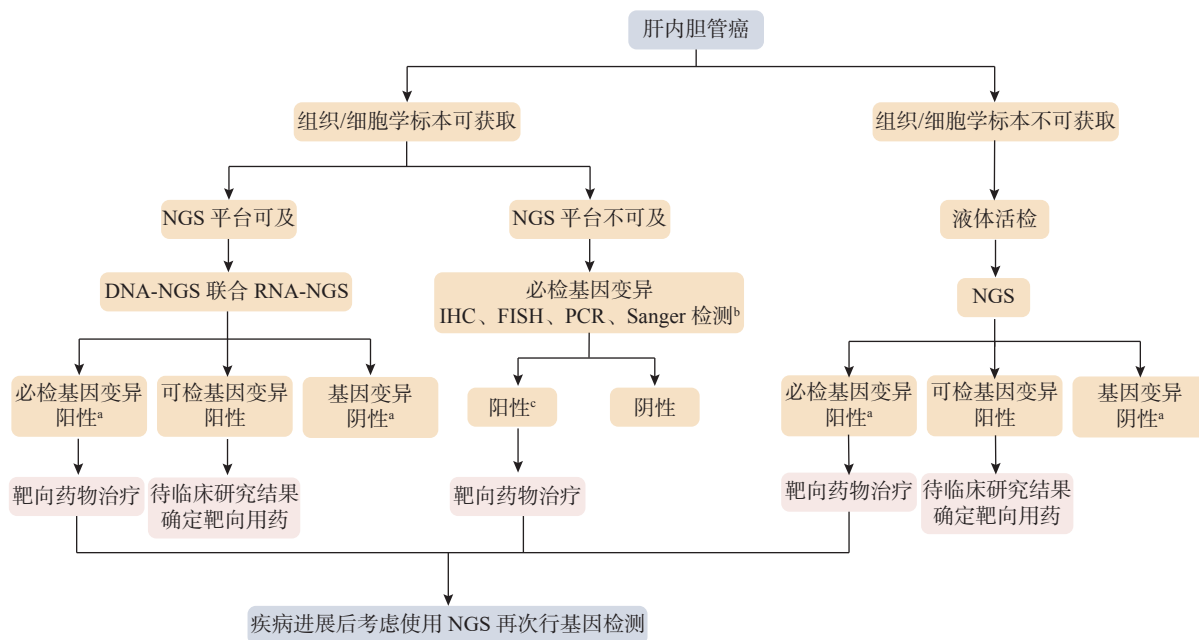 肝内胆管癌
组织/细胞学标本可获取
组织/细胞学标本不可获取
NGS 平台可及
NGS 平台不可及
液体活检
DNA-NGS 联合 RNA-NGS
必检基因变异
IHC、FISH、PCR、Sanger 检测ᵇ
NGS
必检基因变异
阳性ᵃ
可检基因变异
阳性
基因变异
阴性ᵃ
阳性ᶜ
阴性
必检基因变异
阳性ᵃ
可检基因变异
阳性
基因变异
阴性ᵃ
靶向药物治疗
待临床研究结果
确定靶向用药
靶向药物治疗
靶向药物治疗
待临床研究结果
确定靶向用药
疾病进展后考虑使用 NGS 再次行基因检测